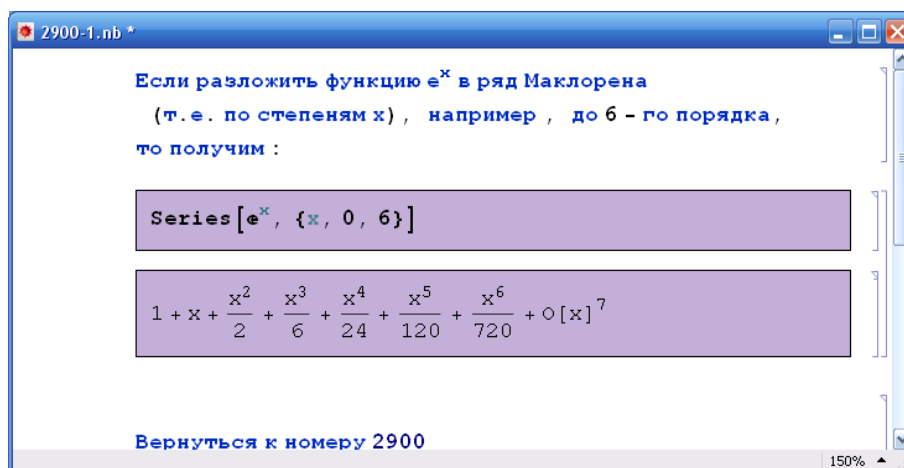 2900-1.nb *
Если разложить функцию eˣ в ряд Маклорена
(т.е. по степеням x), например, до 6 - го порядка,
то получим :
Series[ⅇˣ, {x, 0, 6}]
1 + x + x²/2 + x³/6 + x⁴/24 + x⁵/120 + x⁶/720 + O[x]⁷
Вернуться к номеру 2900
150%